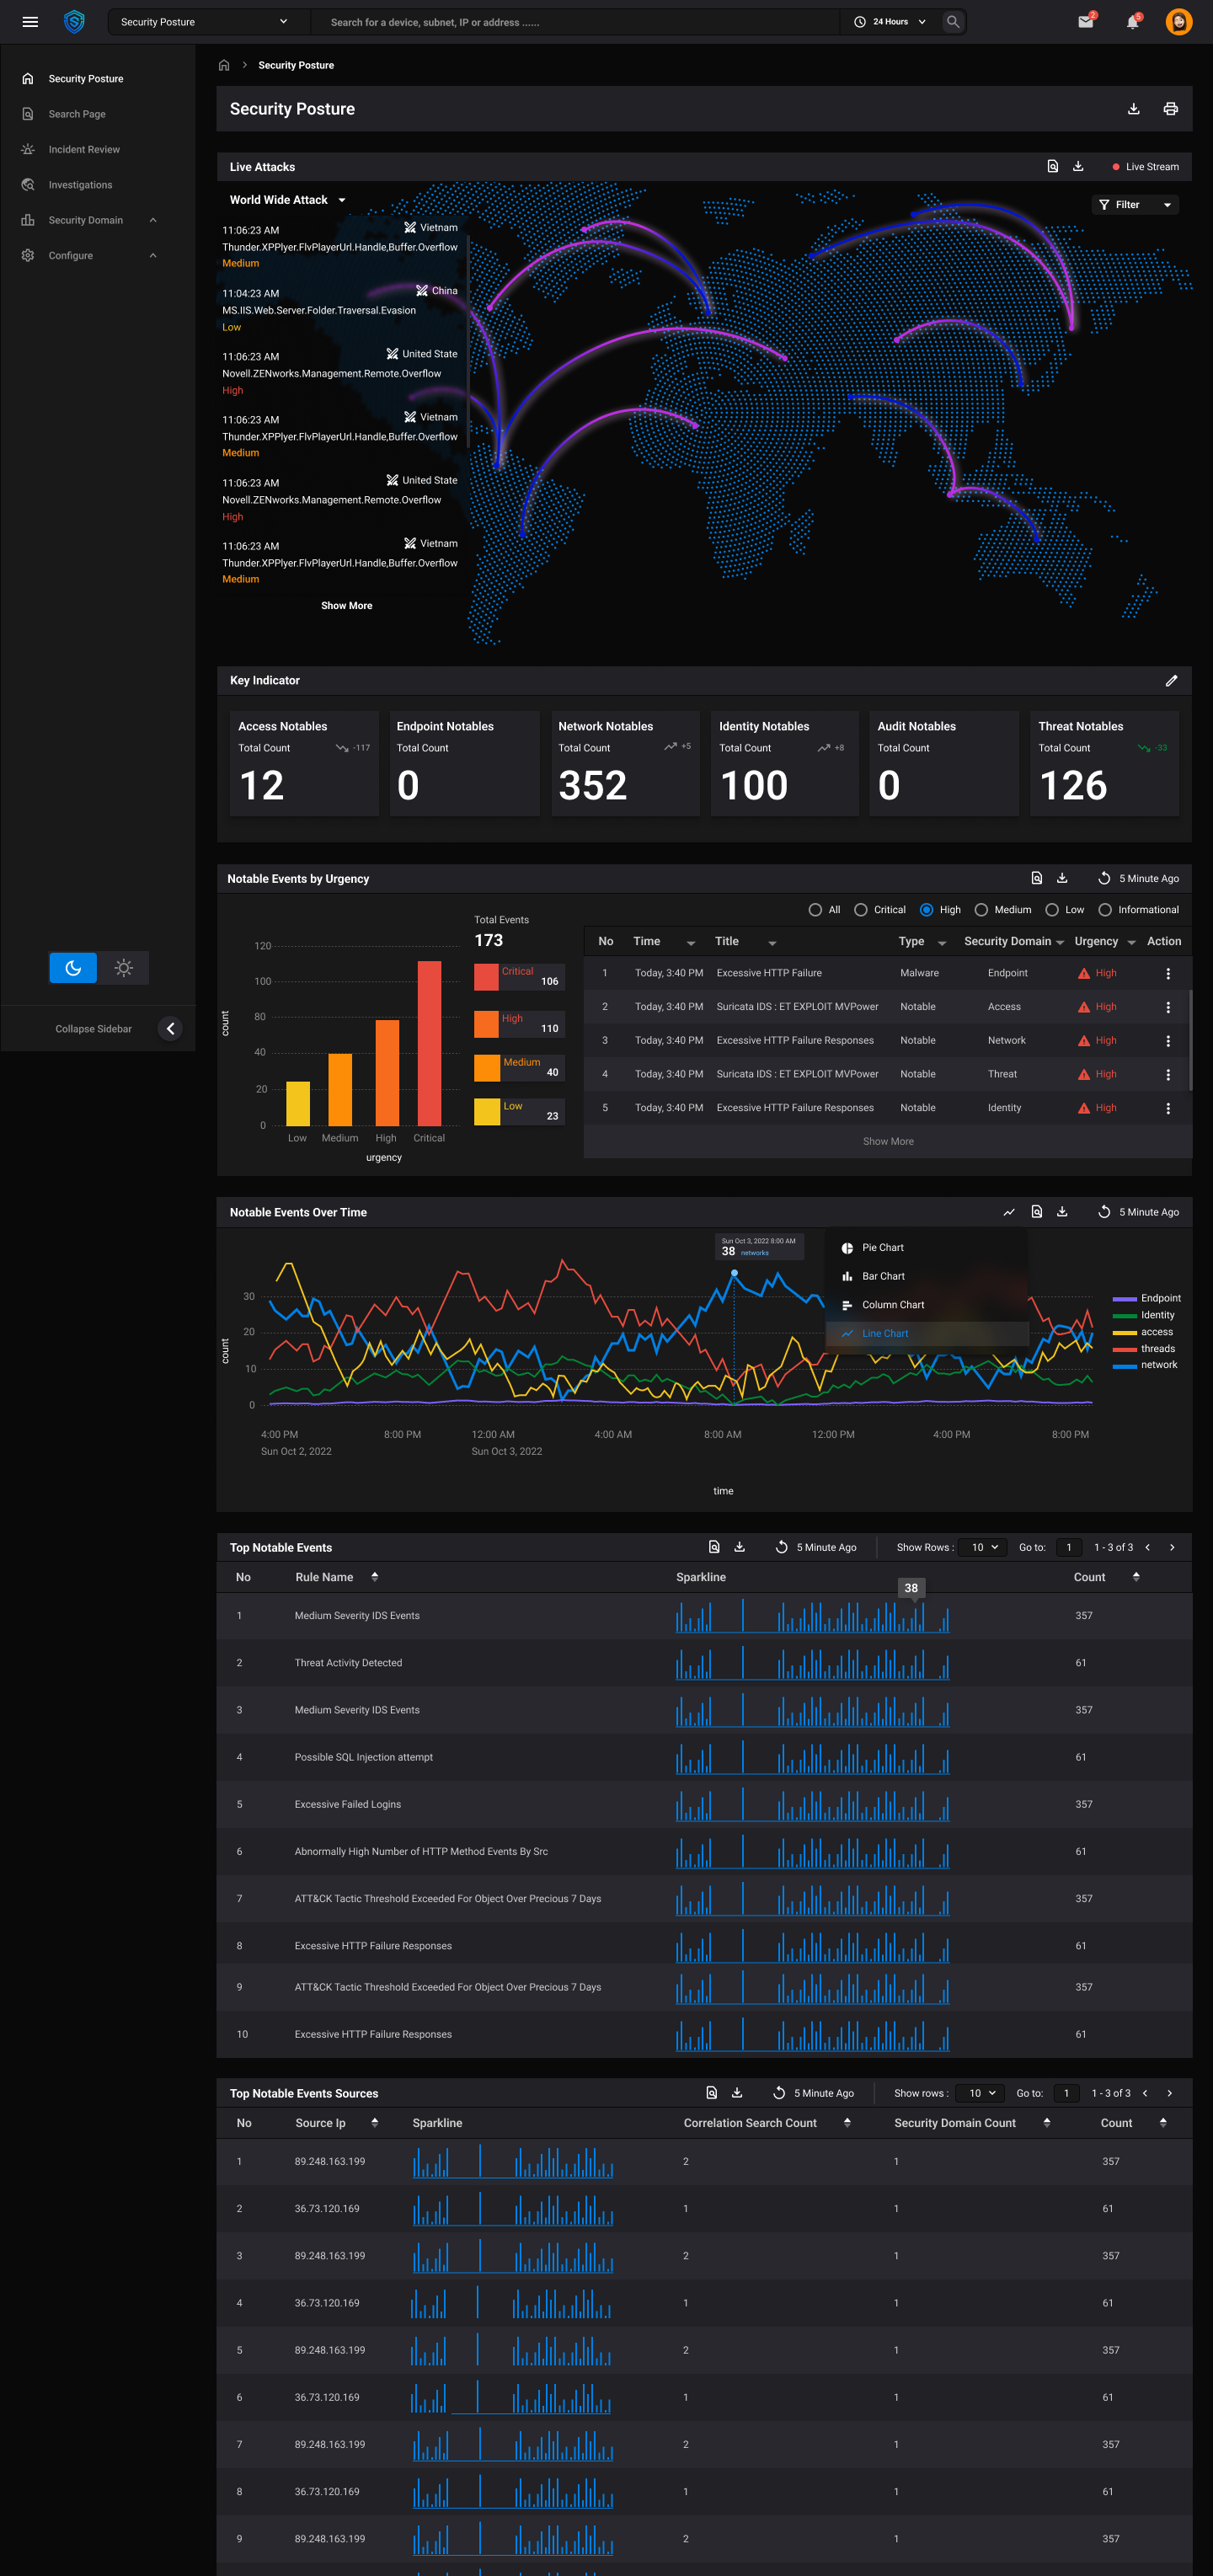 Security Posture
Search for a device, subnet, IP or address ......
24 Hours
2
5
Security Posture
Search Page
Incident Review
Investigations
Security Domain
Configure
Collapse Sidebar
Security Posture
Security Posture
Live Attacks
Live Stream
World Wide Attack
Filter
11:06:23 AM Vietnam
Thunder.XPPlyer.FlvPlayerUrl.Handle,Buffer.Overflow
Medium
11:04:23 AM China
MS.IIS.Web.Server.Folder.Traversal.Evasion
Low
11:06:23 AM United State
Novell.ZENworks.Management.Remote.Overflow
High
11:06:23 AM Vietnam
Thunder.XPPlyer.FlvPlayerUrl.Handle,Buffer.Overflow
Medium
11:06:23 AM United State
Novell.ZENworks.Management.Remote.Overflow
High
11:06:23 AM Vietnam
Thunder.XPPlyer.FlvPlayerUrl.Handle,Buffer.Overflow
Medium
Show More
Key Indicator
Access Notables
Total Count -117
12
Endpoint Notables
Total Count
0
Network Notables
Total Count +5
352
Identity Notables
Total Count +8
100
Audit Notables
Total Count
0
Threat Notables
Total Count -33
126
Notable Events by Urgency
5 Minute Ago
count
120
100
80
60
40
20
0
Low Medium High Critical
urgency
Total Events
173
Critical
106
High
110
Medium
40
Low
23
All Critical High Medium Low Informational
No Time Title Type Security Domain Urgency Action
1 Today, 3:40 PM Excessive HTTP Failure Malware Endpoint High
2 Today, 3:40 PM Suricata IDS : ET EXPLOIT MVPower Notable Access High
3 Today, 3:40 PM Excessive HTTP Failure Responses Notable Network High
4 Today, 3:40 PM Suricata IDS : ET EXPLOIT MVPower Notable Threat High
5 Today, 3:40 PM Excessive HTTP Failure Responses Notable Identity High
Show More
Notable Events Over Time
5 Minute Ago
Sun Oct 3, 2022 8:00 AM
38 networks
Pie Chart
Bar Chart
Column Chart
Line Chart
count
30
20
10
0
Endpoint
Identity
access
threads
network
4:00 PM 8:00 PM 12:00 AM 4:00 AM 8:00 AM 12:00 PM 4:00 PM 8:00 PM
Sun Oct 2, 2022 Sun Oct 3, 2022
time
Top Notable Events
5 Minute Ago
Show Rows : 10 Go to: 1 1 - 3 of 3
No Rule Name Sparkline Count
38
1 Medium Severity IDS Events 357
2 Threat Activity Detected 61
3 Medium Severity IDS Events 357
4 Possible SQL Injection attempt 61
5 Excessive Failed Logins 357
6 Abnormally High Number of HTTP Method Events By Src 61
7 ATT&CK Tactic Threshold Exceeded For Object Over Precious 7 Days 357
8 Excessive HTTP Failure Responses 61
9 ATT&CK Tactic Threshold Exceeded For Object Over Precious 7 Days 357
10 Excessive HTTP Failure Responses 61
Top Notable Events Sources
5 Minute Ago
Show rows : 10 Go to: 1 1 - 3 of 3
No Source Ip Sparkline Correlation Search Count Security Domain Count Count
1 89.248.163.199 2 1 357
2 36.73.120.169 1 1 61
3 89.248.163.199 2 1 357
4 36.73.120.169 1 1 61
5 89.248.163.199 2 1 357
6 36.73.120.169 1 1 61
7 89.248.163.199 2 1 357
8 36.73.120.169 1 1 61
9 89.248.163.199 2 1 357